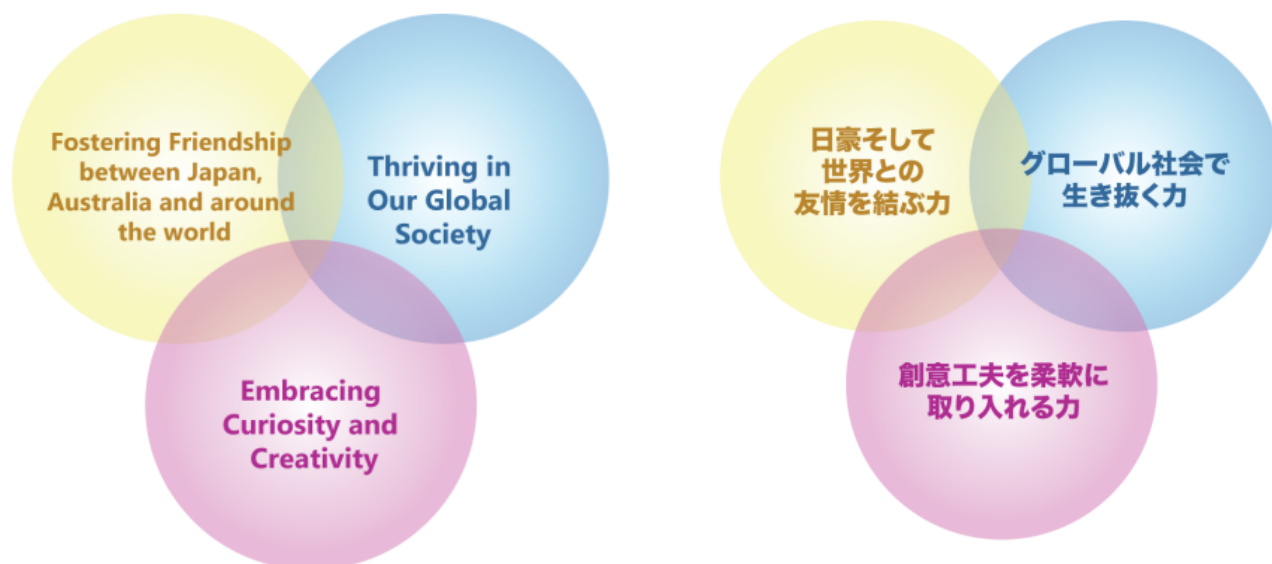 Fostering Friendship
between Japan,
Australia and around
the world
Thriving in
Our Global
Society
Embracing
Curiosity and
Creativity
日豪そして
世界との
友情を結ぶ力
グローバル社会で
生き抜く力
創意工夫を柔軟に
取り入れる力